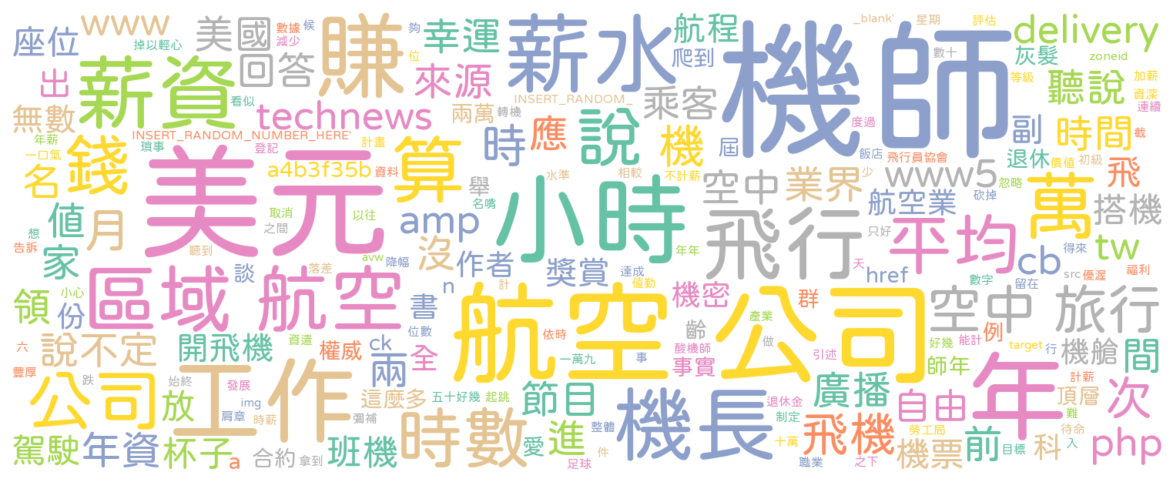 機師
美元
航空 公司
年
小時
飛行
工作
薪水
薪資
賺
區域 航空
機長
平均
萬
時數
公司
空中 旅行
算
錢
說
www
美國
回答
座位
出
無數
technews
來源
幸運
航程
爬到
乘客
兩萬
INSERT_RANDOM_
INSERT_RANDOM_NUMBER_HERE'
a4b3f35b
delivery
灰髮
聽說
副
時間
退休
飛
搭機
tw
www5
空中
業界
航空業
cb
href
機
應
時
屆
舉
amp
沒
作者
獎賞
n
書
談
名
值
月
家
領
份
說不定
開飛機
權威
ck
兩
全
這麼多
放
駕駛
年資
杯子
a
合約
班機
節目
進
愛
機密
齡
群
事實
廣播
飛機
自由
師年
例
機艙
間
頂層
次
機票
前
科
php
掉以輕心
數據
候
減少
看似
夠
位
轉機
年薪
一口氣
瑣事
登記
計畫
資料
_blank'
星期
評估
數十
zoneid
等級
加薪
資深
連續
截
度過
飯店
飛行員協會
少
價值
初級
忽略
砍掉
水準
相較
不計薪
名嘴
取消
之間
以往
想
告訴
聽到
小心
落差
avw
降幅
計
達成
值勤
年年
天
只好
得來
數字
留在
src
優渥
福利
六
豐厚
跌
資遣
始終
發展
img
肩章
時薪
彌補
拿到
位數
五十好幾
起跳
一萬九
事
依時
酸機師
產業
做
引述
退休金
制定
整體
件
足球
十萬
職業
之下
勞工局
好幾
能計
target
行
計薪
難
待命
入
目標